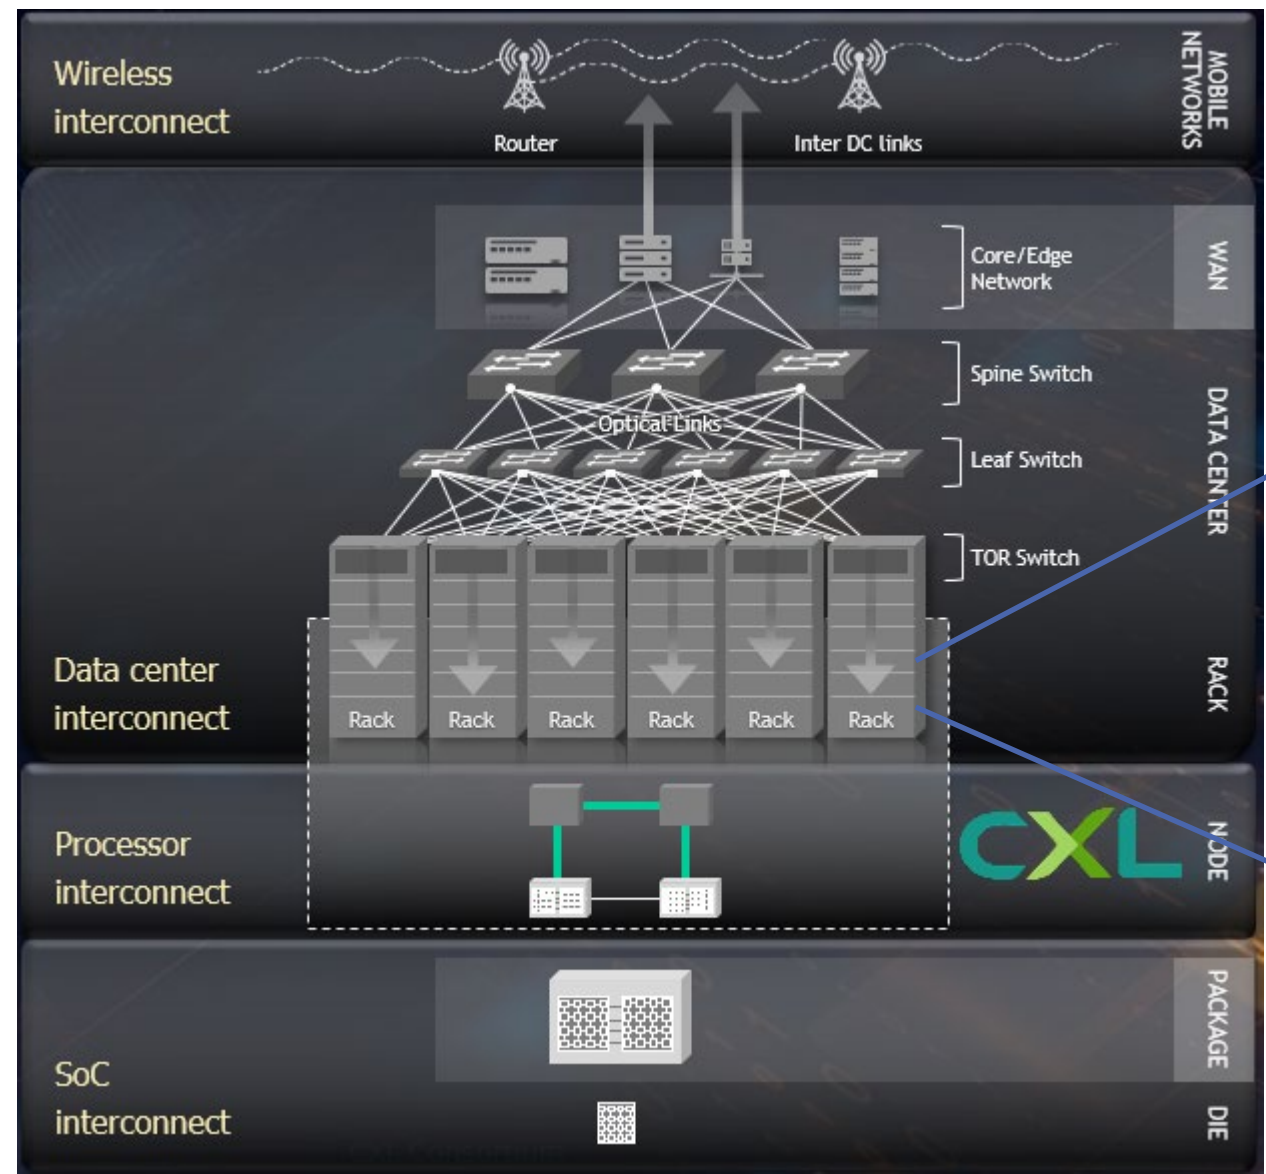 Wireless
interconnect
Router
Inter DC links
MOBILE
NETWORKS
Core/Edge
Network
WAN
Spine Switch
Optical Links
Leaf Switch
DATA CENTER
TOR Switch
Data center
interconnect
Rack
Rack
Rack
Rack
Rack
Rack
RACK
Processor
interconnect
CXL
NODE
PACKAGE
SoC
interconnect
DIE